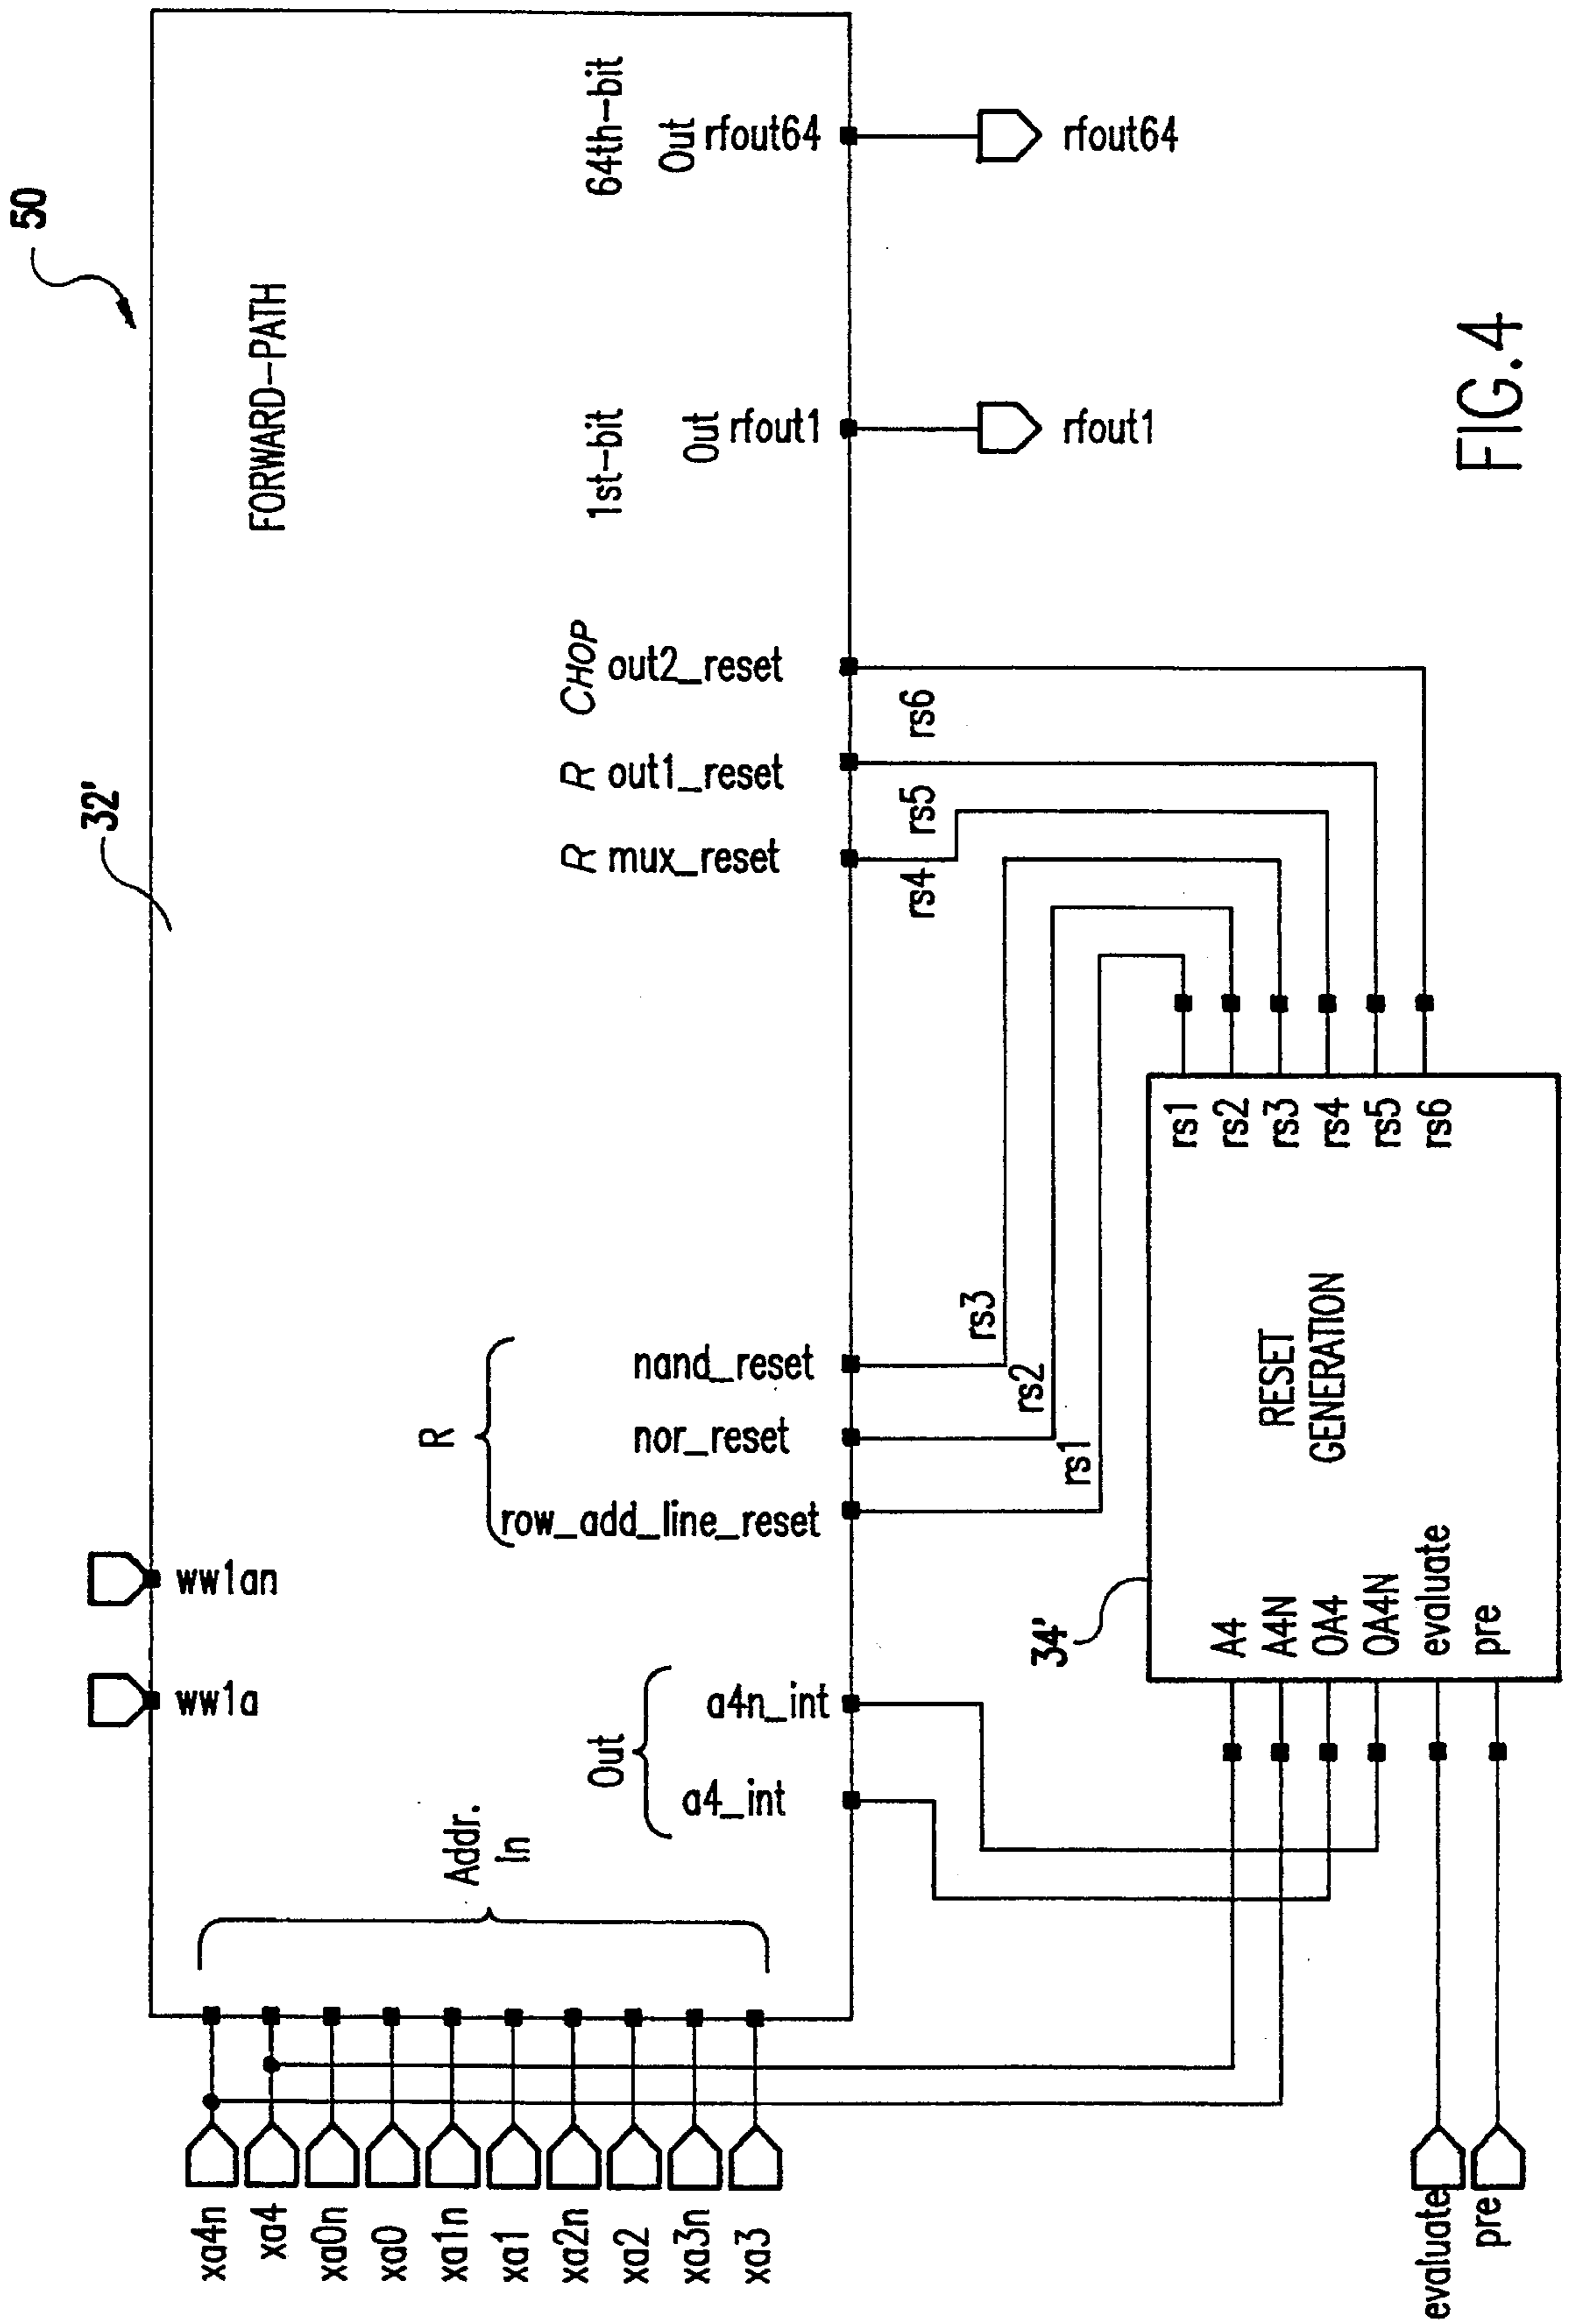 50
32'
FORWARD-PATH
ww1a
ww1an
xa4n
xa4
xa0n
xa0
xa1n
xa1
xa2n
xa2
xa3n
xa3
Addr.
In
Out
a4_int
a4n_int
R
row_add_line_reset
nor_reset
nand_reset
R mux_reset
R out1_reset
CHOP out2_reset
1st-bit
Out
rfout1
64th-bit
Out
rfout64
rfout1
rfout64
rs1
rs2
rs3
rs4
rs5
rs6
34'
A4
A4N
OA4
OA4N
evaluate
pre
RESET
GENERATION
rs1
rs2
rs3
rs4
rs5
rs6
evaluate
pre
FIG.4